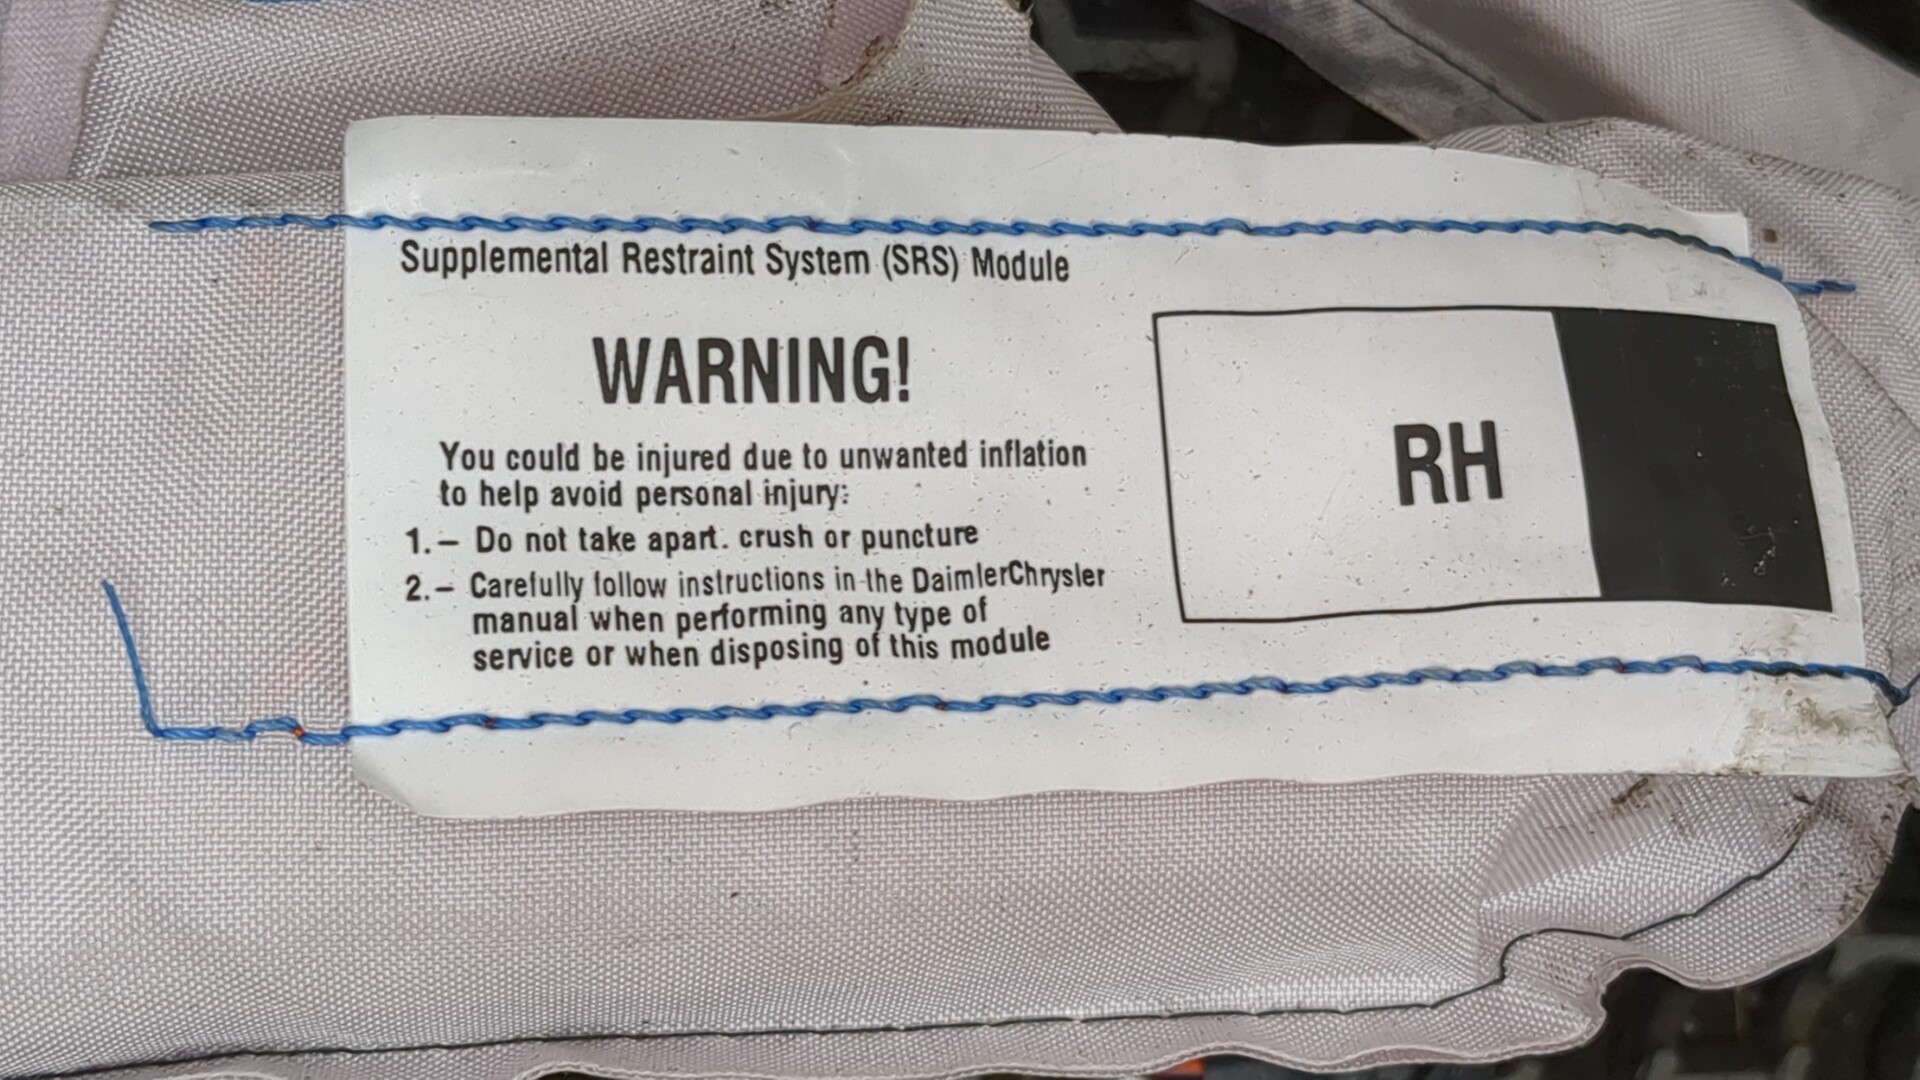 Supplemental Restraint System (SRS) Module
WARNING!
You could be injured due to unwanted inflation
to help avoid personal injury:
1.– Do not take apart. crush or puncture
2.– Carefully follow instructions in the DaimlerChrysler
manual when performing any type of
service or when disposing of this module
RH